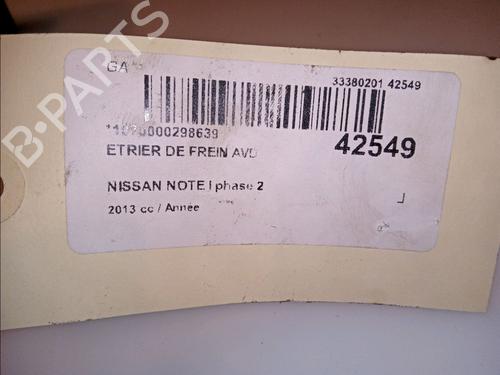 GA
33380201 42549
ETRIER DE FREIN AVD
42549
NISSAN NOTE I phase 2
2013 cc / Année
B-PARTS